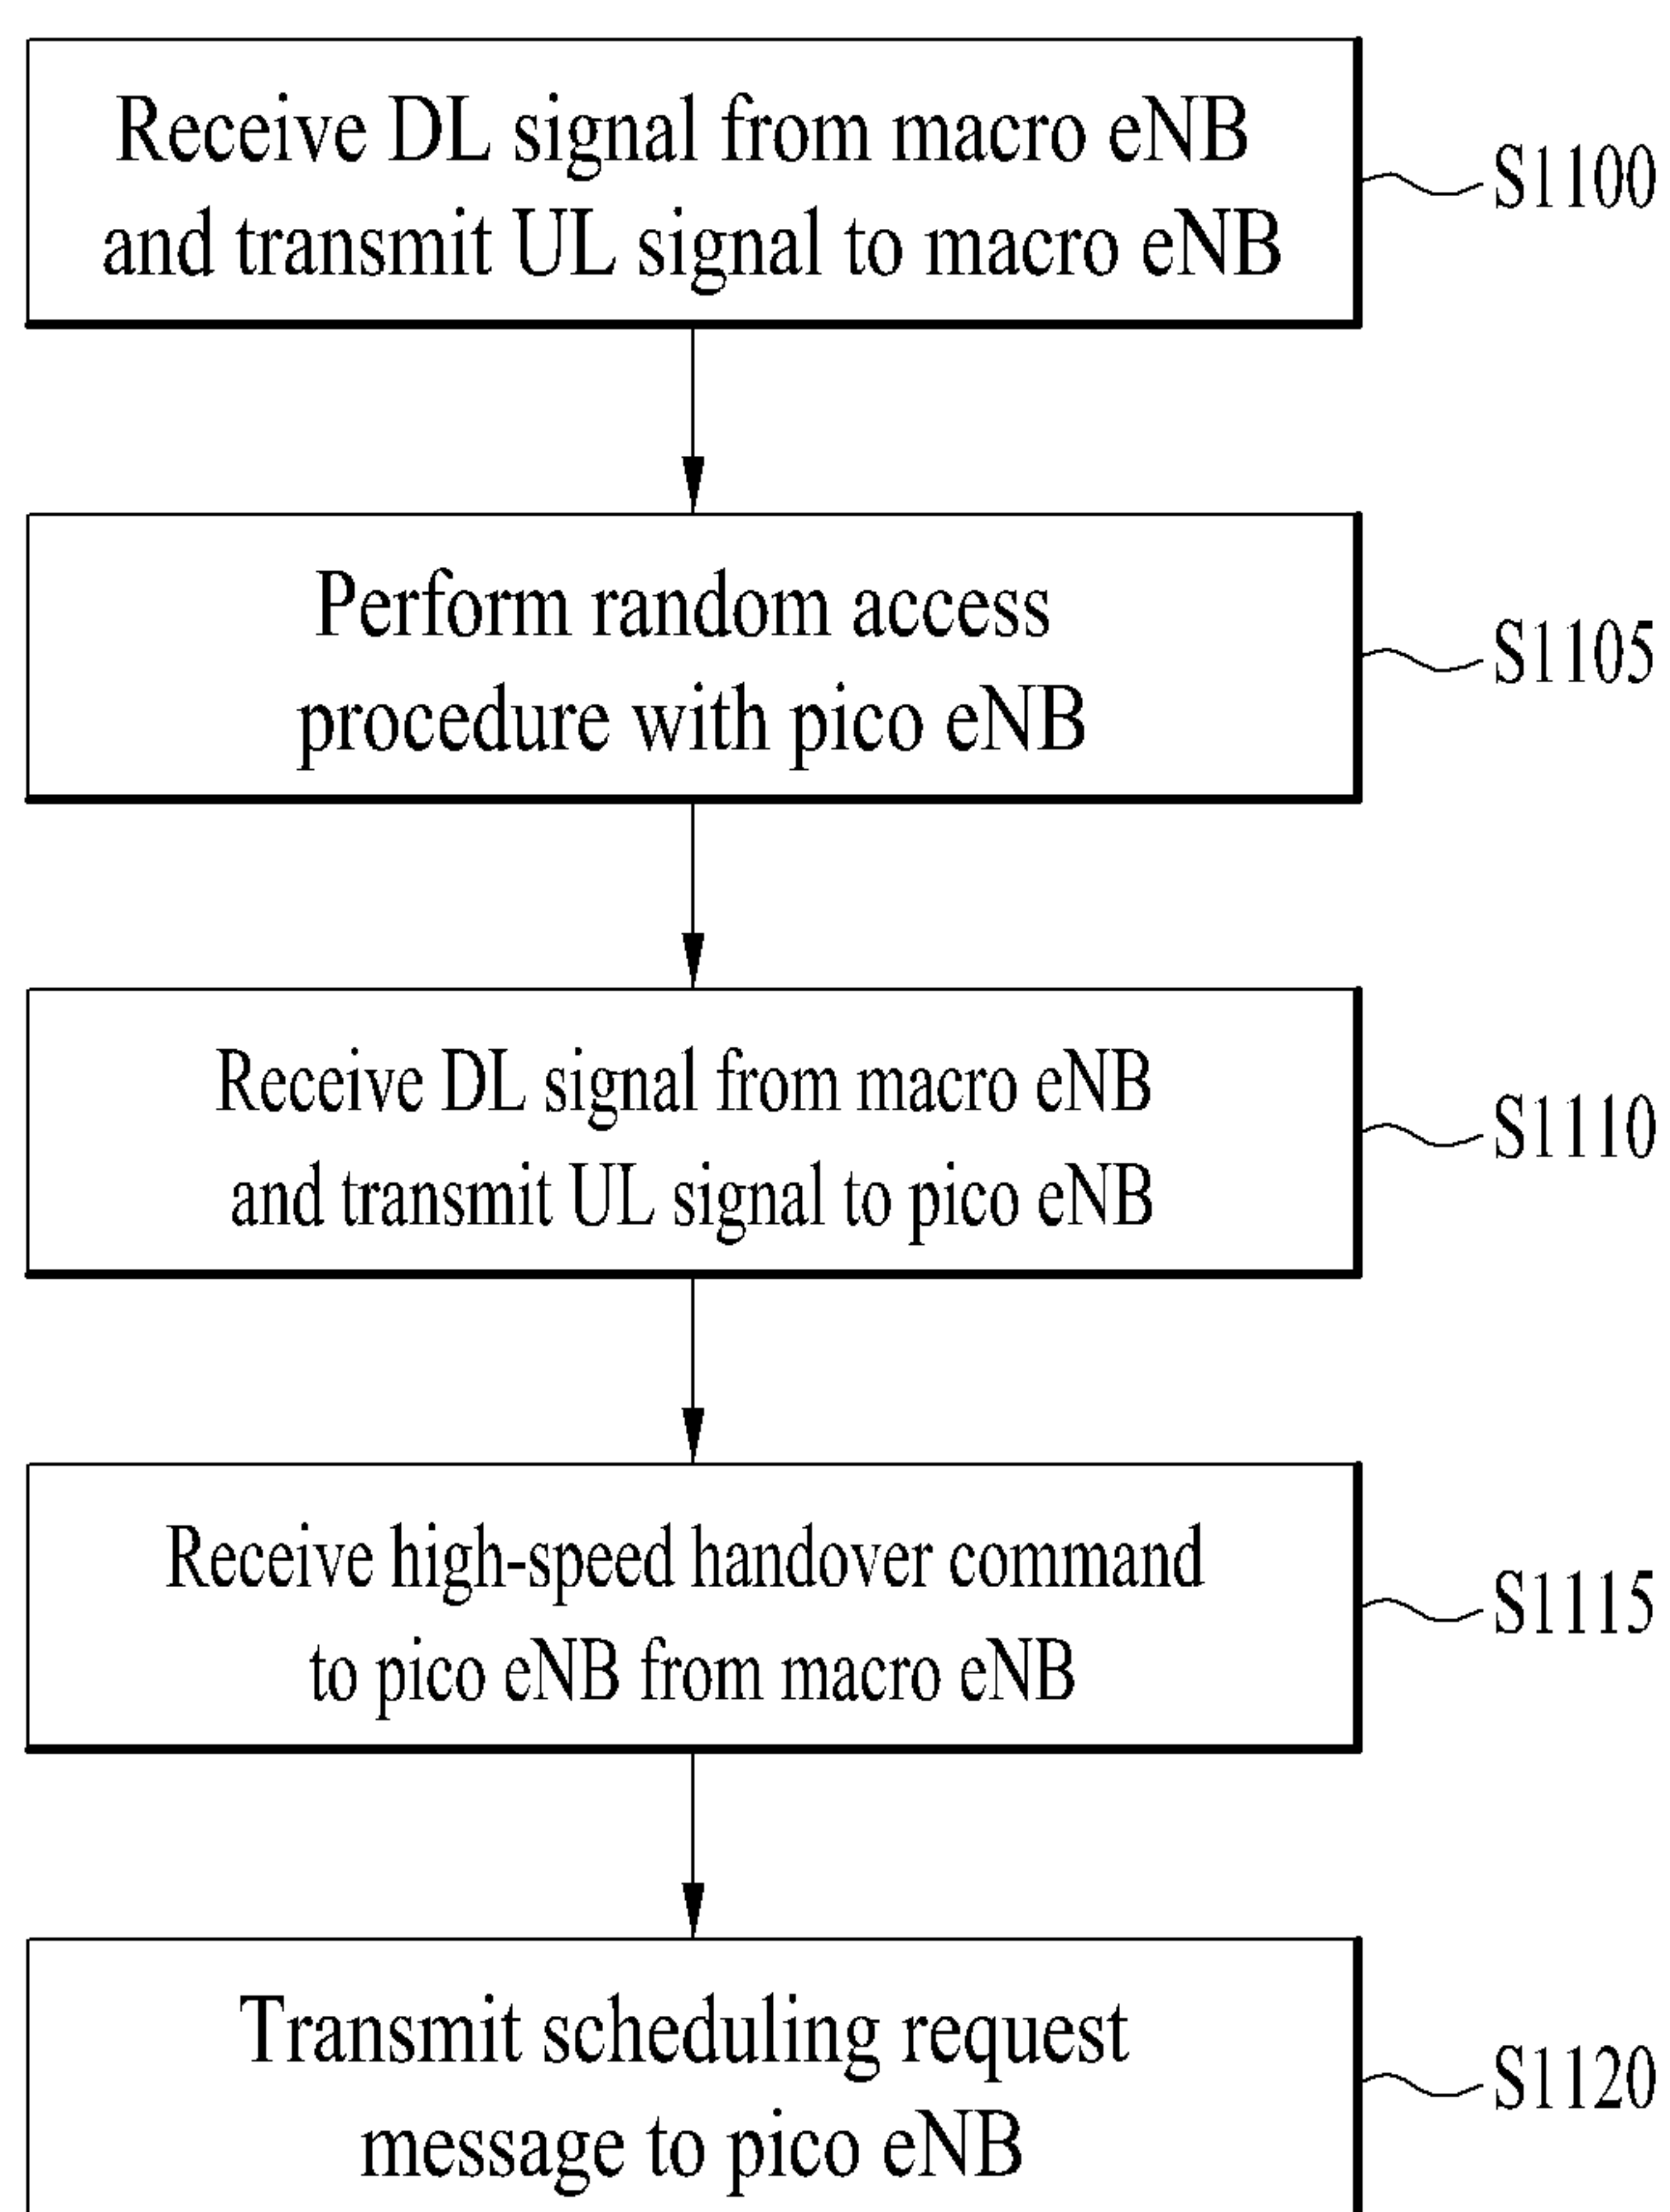 Receive DL signal from macro eNB
and transmit UL signal to macro eNB
S1100
Perform random access
procedure with pico eNB
S1105
Receive DL signal from macro eNB
and transmit UL signal to pico eNB
S1110
Receive high-speed handover command
to pico eNB from macro eNB
S1115
Transmit scheduling request
message to pico eNB
S1120